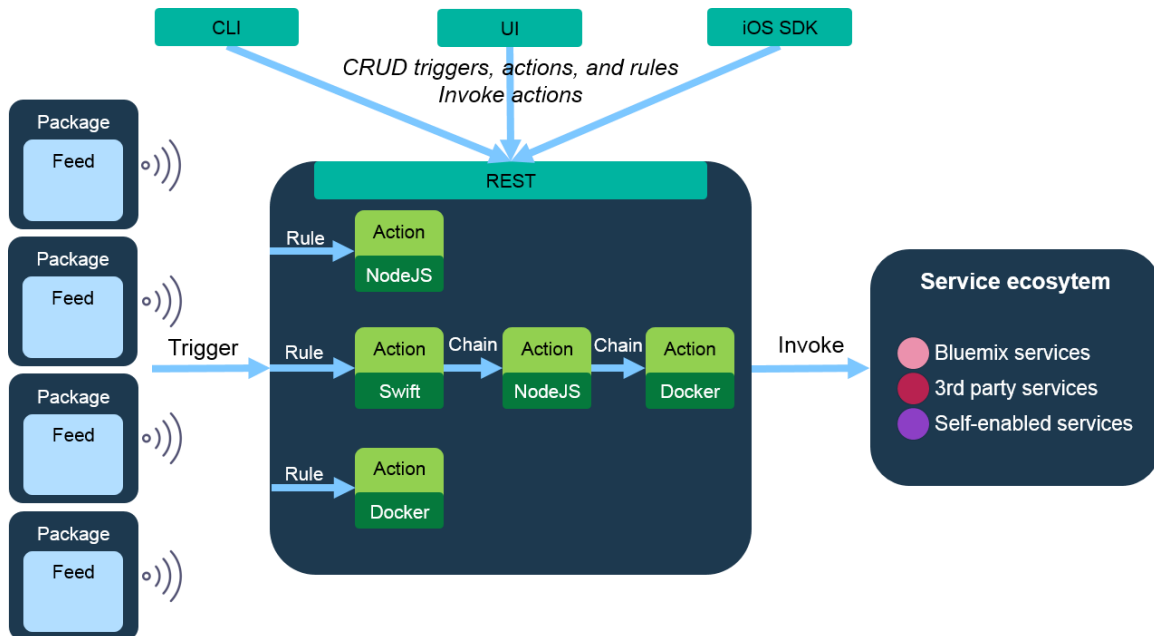 CLI
UI
iOS SDK
CRUD triggers, actions, and rules
Invoke actions
Package
Feed
Package
Feed
Package
Feed
Package
Feed
Trigger
REST
Rule
Action
NodeJS
Rule
Action
Swift
Chain
Action
NodeJS
Chain
Action
Docker
Rule
Action
Docker
Invoke
Service ecosytem
Bluemix services
3rd party services
Self-enabled services